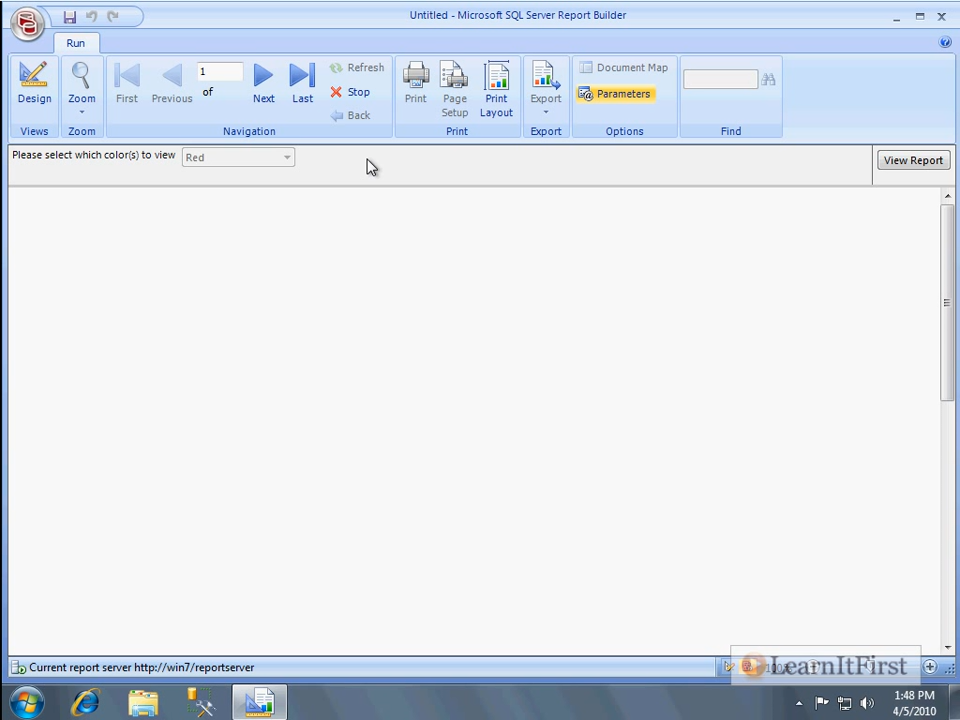 Untitled - Microsoft SQL Server Report Builder
Run
Design
Zoom
First
Previous
1
of
Next
Last
Refresh
Stop
Back
Print
Page
Setup
Print
Layout
Export
Document Map
Parameters
Views
Zoom
Navigation
Print
Export
Options
Find
Please select which color(s) to view
Red
View Report
Current report server http://win7/reportserver
LearnItFirst
1:48 PM
4/5/2010